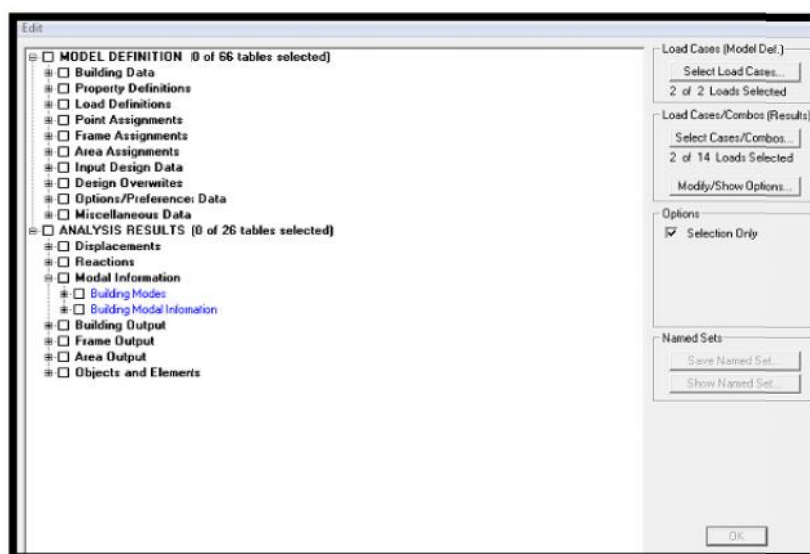 Edit
MODEL DEFINITION (0 of 66 tables selected)
Building Data
Property Definitions
Load Definitions
Point Assignments
Frame Assignments
Area Assignments
Input Design Data
Design Overwrites
Options/Preference: Data
Miscellaneous Data
ANALYSIS RESULTS (0 of 26 tables selected)
Displacements
Reactions
Modal Information
Building Modes
Building Modal Infomation
Building Output
Frame Output
Area Output
Objects and Elements
Load Cases (Model Def.)
Select Load Cases...
2 of 2 Loads Selected
Load Cases/Combos (Results)
Select Cases/Combos...
2 of 14 Loads Selected
Modify/Show Options...
Options
Selection Only
Named Sets
Save Named Set...
Show Named Set...
OK